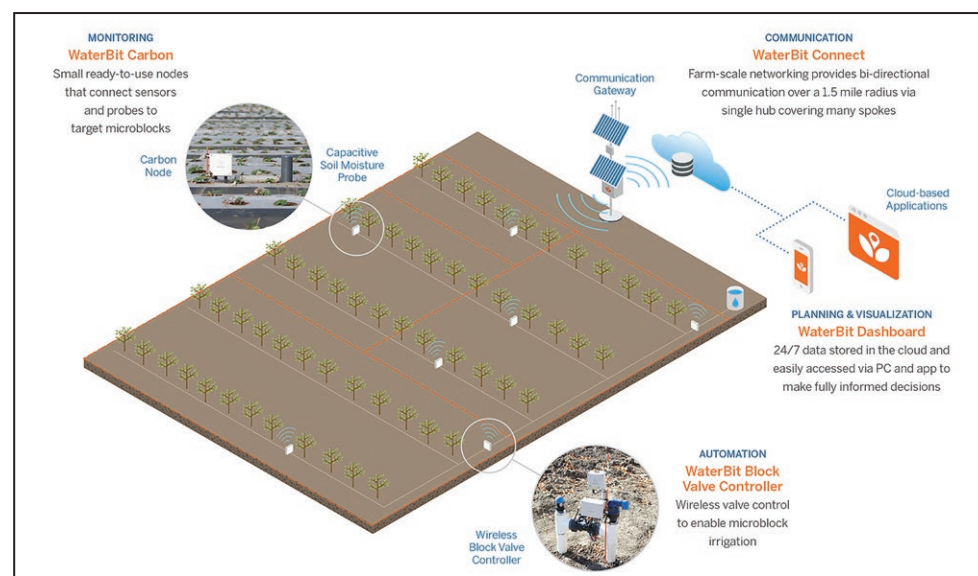 MONITORING
WaterBit Carbon
Small ready-to-use nodes
that connect sensors
and probes to
target microblocks
Carbon
Node
Capacitive
Soil Moisture
Probe
Communication
Gateway
COMMUNICATION
WaterBit Connect
Farm-scale networking provides bi-directional
communication over a 1.5 mile radius via
single hub covering many spokes
Cloud-based
Applications
PLANNING & VISUALIZATION
WaterBit Dashboard
24/7 data stored in the cloud and
easily accessed via PC and app to
make fully informed decisions
AUTOMATION
WaterBit Block
Valve Controller
Wireless valve control
to enable microblock
irrigation
Wireless
Block Valve
Controller